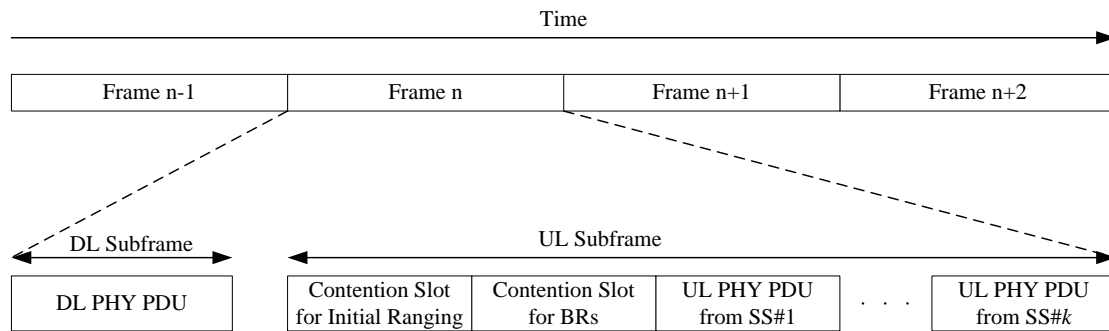 Time
Frame n-1
Frame n
Frame n+1
Frame n+2
DL Subframe
UL Subframe
DL PHY PDU
Contention Slot
for Initial Ranging
Contention Slot
for BRs
UL PHY PDU
from SS#1
. . .
UL PHY PDU
from SS#k